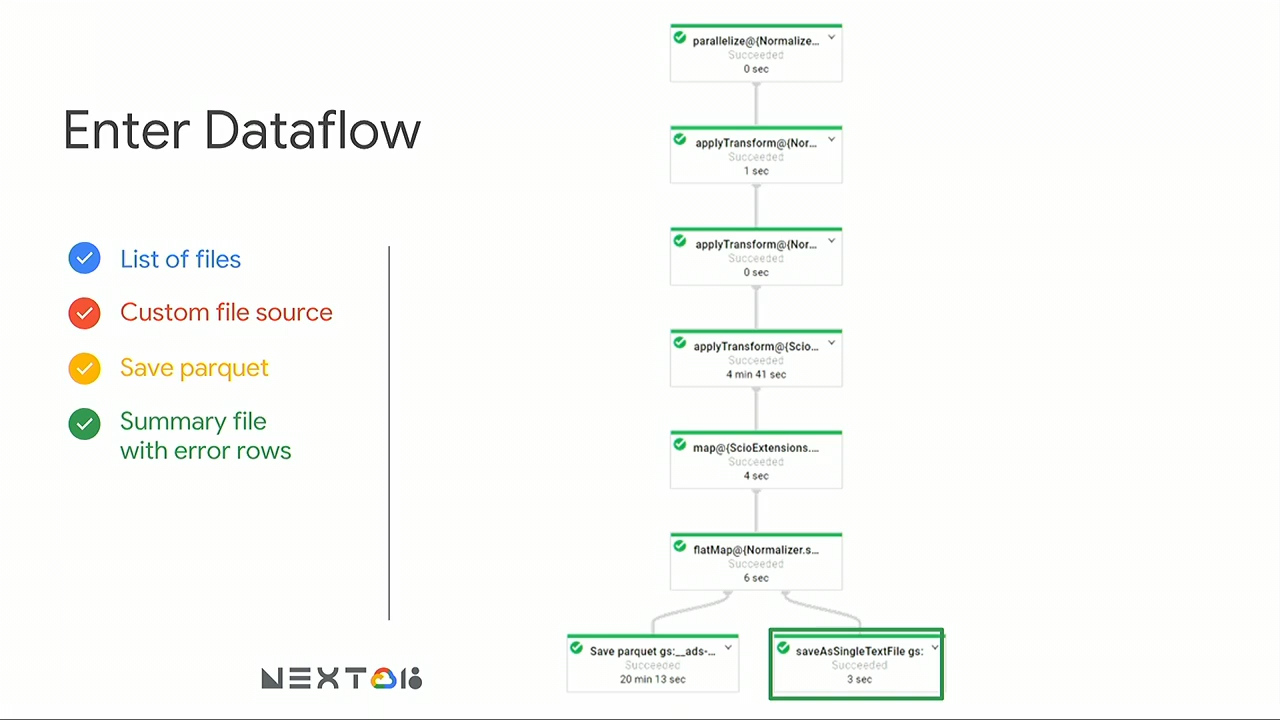 Enter Dataflow
List of files
Custom file source
Save parquet
Summary file
with error rows
parallelize@{Normalize...
Succeeded
0 sec
applyTransform@{Nor...
Succeeded
1 sec
applyTransform@{Nor...
Succeeded
0 sec
applyTransform@{Scio...
Succeeded
4 min 41 sec
map@{ScioExtensions....
Succeeded
4 sec
flatMap@{Normalizer.s...
Succeeded
6 sec
Save parquet gs:__ads-...
Succeeded
20 min 13 sec
saveAsSingleTextFile gs:
Succeeded
3 sec
NEXT18